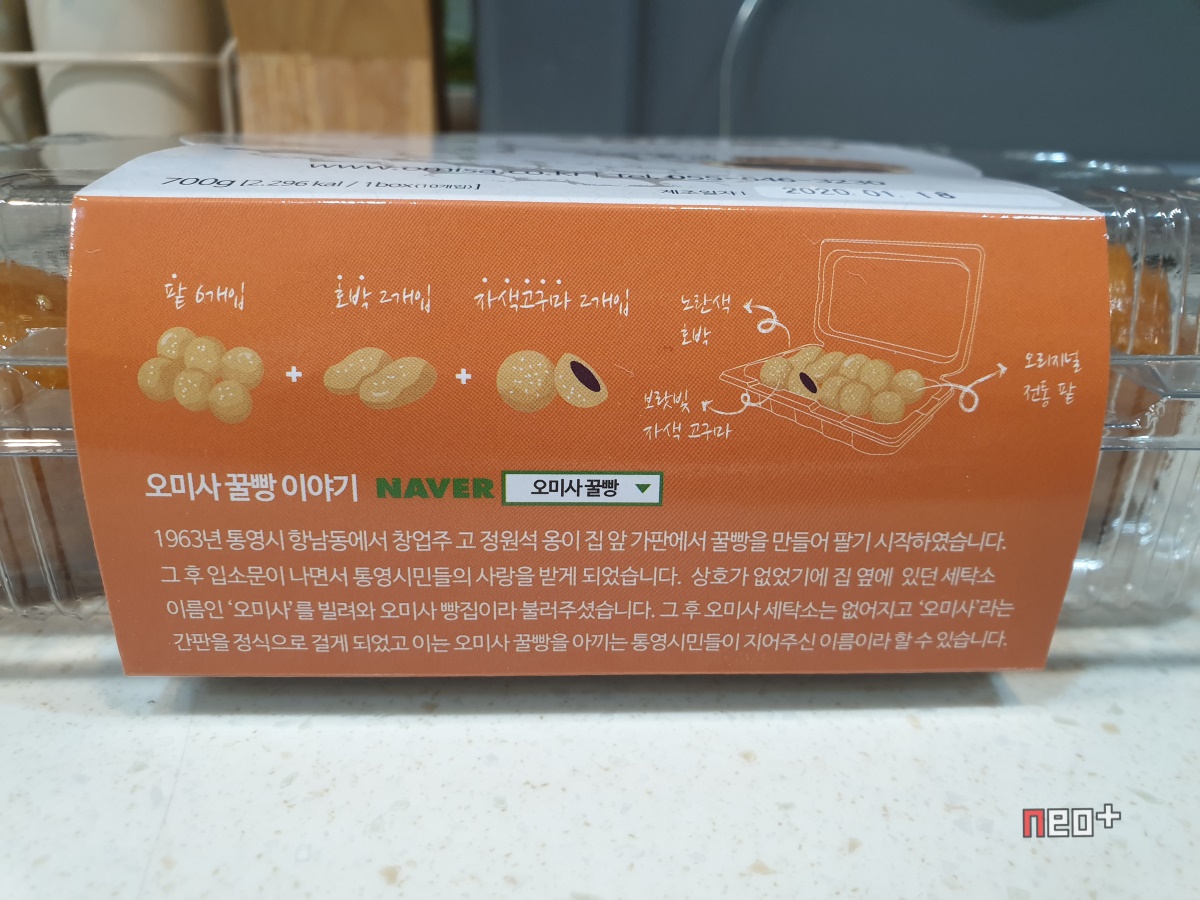 700g [2.296 kal / 1box(10개입)]
제조일자 : 2020. 01. 18
팥 6개입
호박 2개입
자색고구마 2개입
+
+
노란색
호박
보랏빛
자색 고구마
오리지널
전통 팥
오미사 꿀빵 이야기 NAVER 오미사꿀빵
1963년 통영시 항남동에서 창업주 고 정원석 옹이 집 앞 가판에서 꿀빵을 만들어 팔기 시작하였습니다.
그 후 입소문이 나면서 통영시민들의 사랑을 받게 되었습니다. 상호가 없었기에 집 옆에 있던 세탁소
이름인 '오미사'를 빌려와 오미사 빵집이라 불러주셨습니다. 그 후 오미사 세탁소는 없어지고 '오미사'라는
간판을 정식으로 걸게 되었고 이는 오미사 꿀빵을 아끼는 통영시민들이 지어주신 이름이라 할 수 있습니다.
neo+